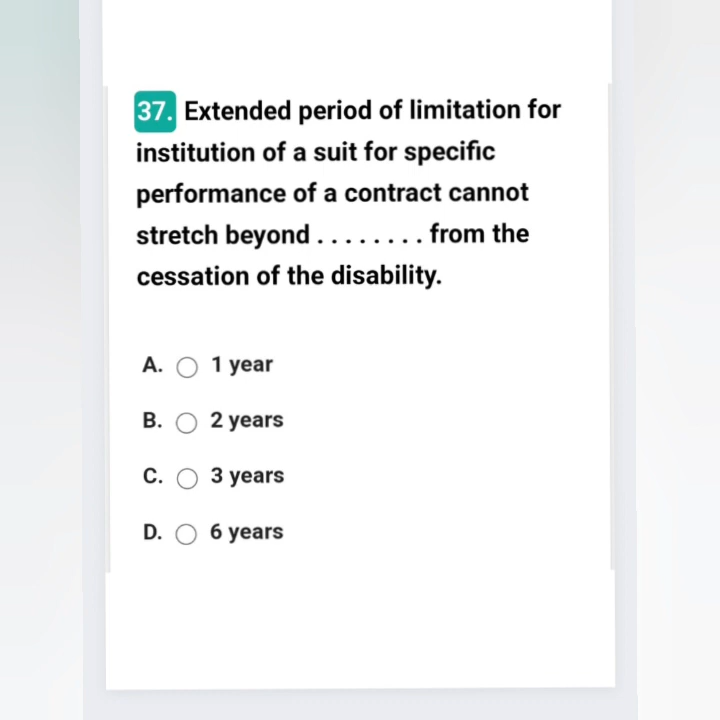 37. Extended period of limitation for
institution of a suit for specific
performance of a contract cannot
stretch beyond ........ from the
cessation of the disability.
A. 1 year
B. 2 years
C. 3 years
D. 6 years